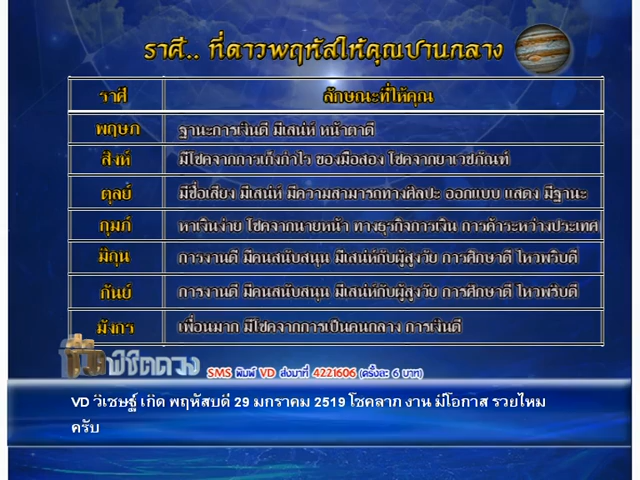 ราศี.. ที่ดาวพฤหัสให้คุณปานกลาง
ราศี ลักษณะที่ให้คุณ
พฤษภ ฐานะการเงินดี มีเสน่ห์ หน้าตาดี
สิงห์ มีโชคจากการเก็งกำไร ของมือสอง โชคจากยาเวชภัณฑ์
ตุลย์ มีชื่อเสียง มีเสน่ห์ มีความสามารถทางศิลปะ ออกแบบ แสดง มีฐานะ
กุมภ์ หาเงินง่าย โชคจากนายหน้า ทางธุรกิจการเงิน การค้าระหว่างประเทศ
มิถุน การงานดี มีคนสนับสนุน มีเสน่ห์กับผู้สูงวัย การศึกษาดี ไหวพริบดี
กันย์ การงานดี มีคนสนับสนุน มีเสน่ห์กับผู้สูงวัย การศึกษาดี ไหวพริบดี
มังกร เพื่อนมาก มีโชคจากการเป็นคนกลาง การเงินดี
พิชิตดวง
SMS พิมพ์ VD ส่งมาที่ 4221606 (ครั้งละ 6 บาท)
VD วิเชษฐ์ เกิด พฤหัสบดี 29 มกราคม 2519 โชคลาภ งาน มีโอกาส รวยไหม
ครับ